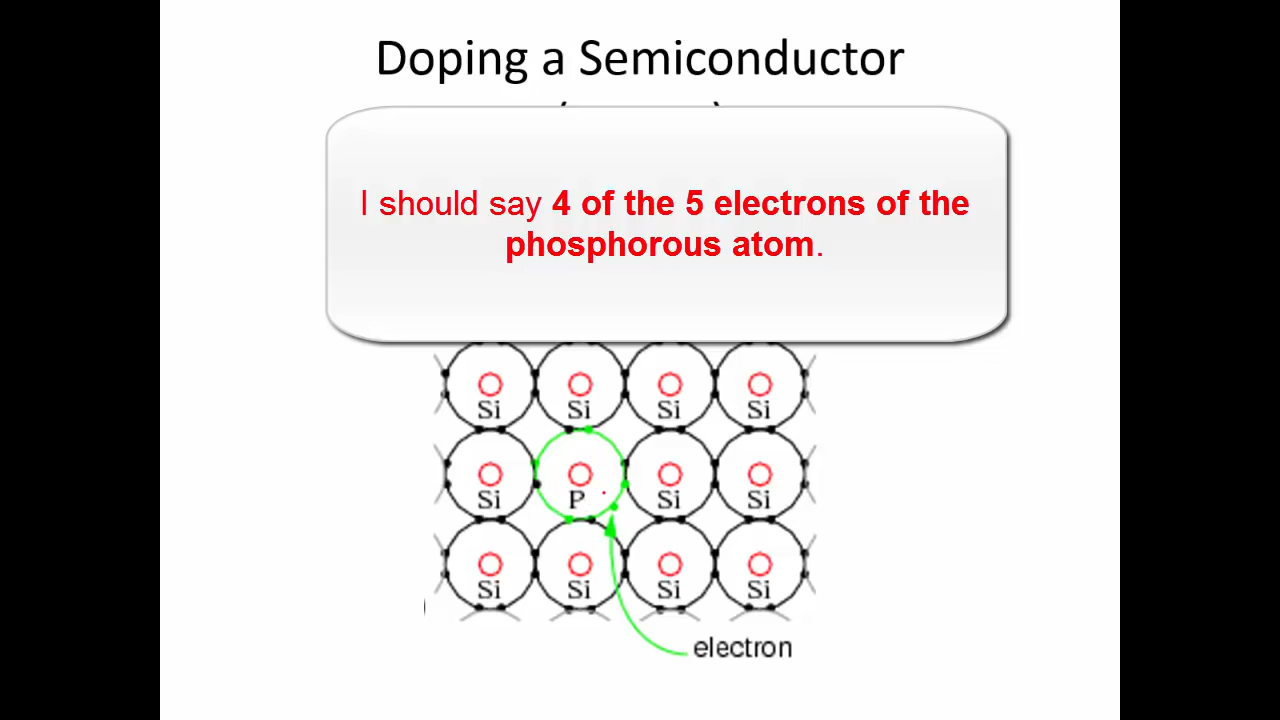 Doping a Semiconductor
I should say 4 of the 5 electrons of the
phosphorous atom.
Si Si Si Si
Si P Si Si
Si Si Si Si
electron